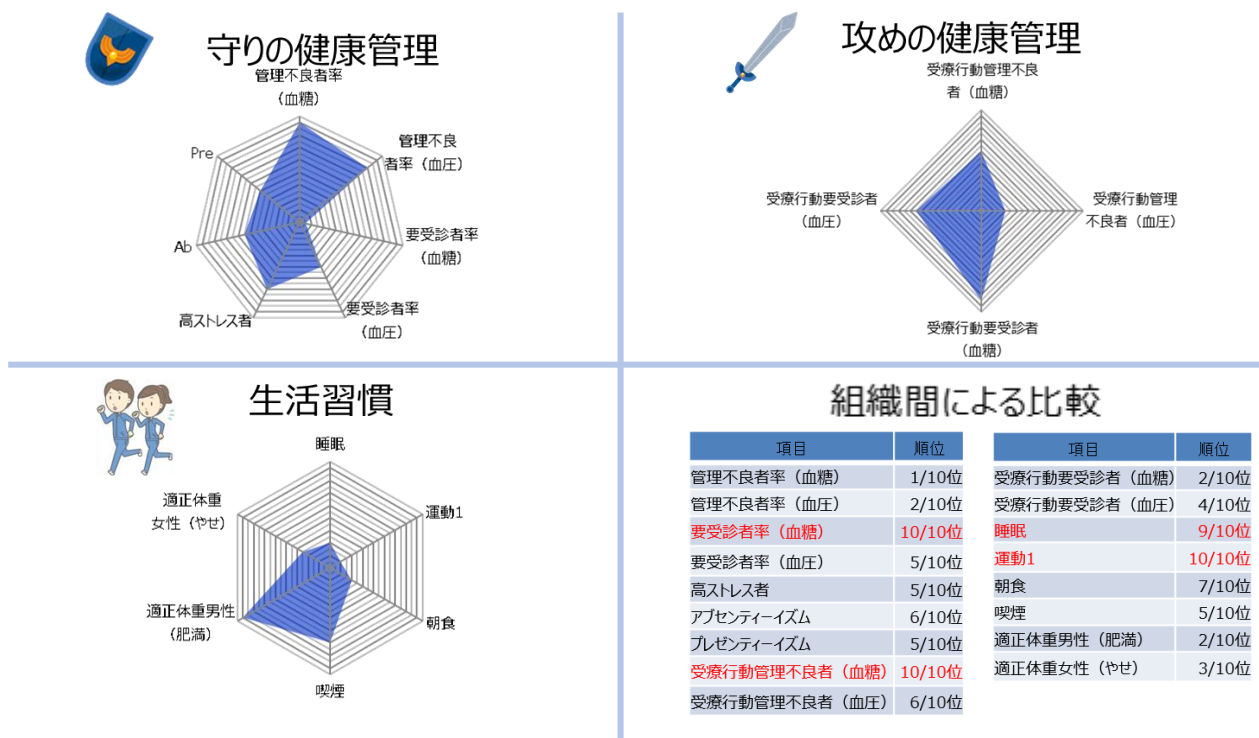 守りの健康管理
管理不良者率
（血糖）
管理不良
者率（血圧）
要受診者率
（血糖）
要受診者率
（血圧）
高ストレス者
Ab
Pre
攻めの健康管理
受療行動管理不良
者（血糖）
受療行動管理
不良者（血圧）
受療行動要受診者
（血糖）
受療行動要受診者
（血圧）
生活習慣
睡眠
運動1
朝食
喫煙
適正体重男性
（肥満）
適正体重
女性（やせ）
組織間による比較
項目 順位
管理不良者率（血糖） 1/10位
管理不良者率（血圧） 2/10位
要受診者率（血糖） 10/10位
要受診者率（血圧） 5/10位
高ストレス者 5/10位
アブセンティーイズム 6/10位
プレゼンティーイズム 5/10位
受療行動管理不良者（血糖） 10/10位
受療行動管理不良者（血圧） 6/10位
項目 順位
受療行動要受診者（血糖） 2/10位
受療行動要受診者（血圧） 4/10位
睡眠 9/10位
運動1 10/10位
朝食 7/10位
喫煙 5/10位
適正体重男性（肥満） 2/10位
適正体重女性（やせ） 3/10位